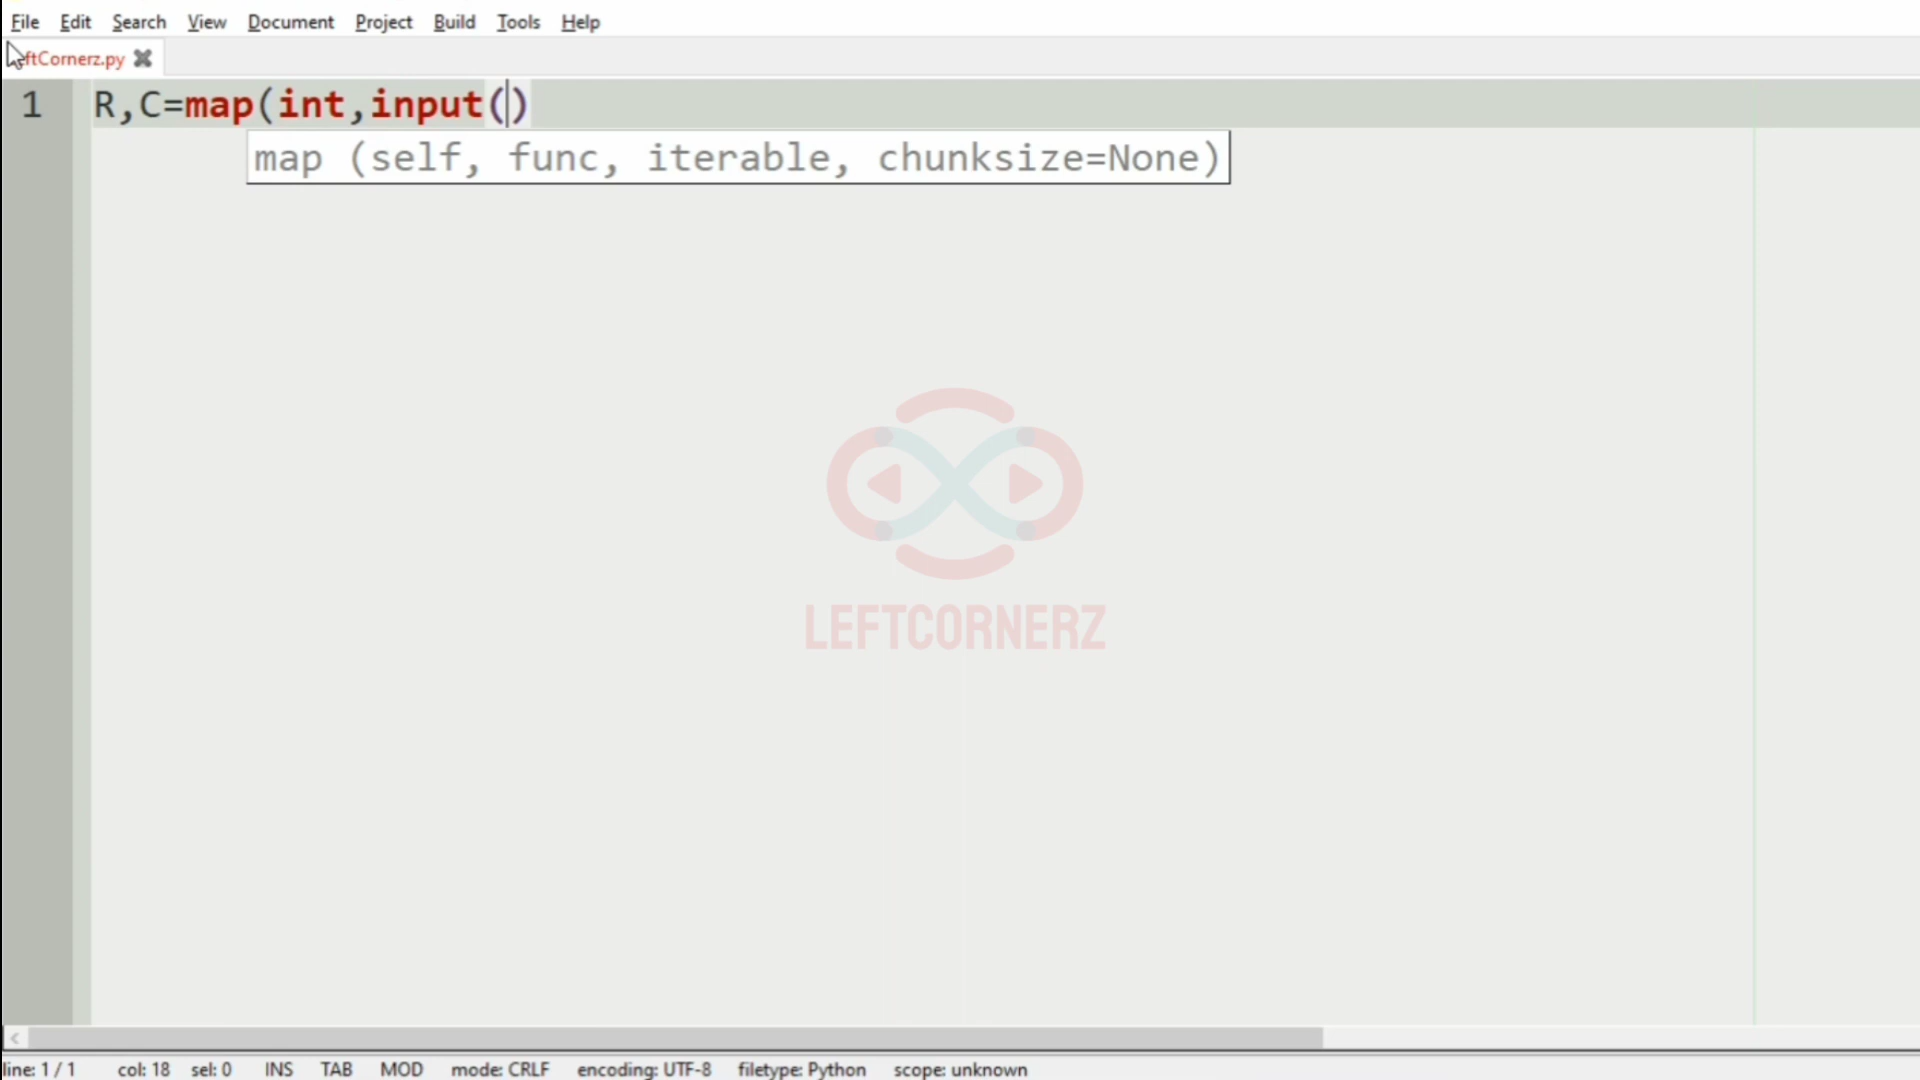 File Edit Search View Document Project Build Tools Help
ftCornerz.py
1 R,C=map(int,input()
map (self, func, iterable, chunksize=None)
LEFTCORNERZ
line: 1 / 1 col: 18 sel: 0 INS TAB MOD mode: CRLF encoding: UTF-8 filetype: Python scope: unknown